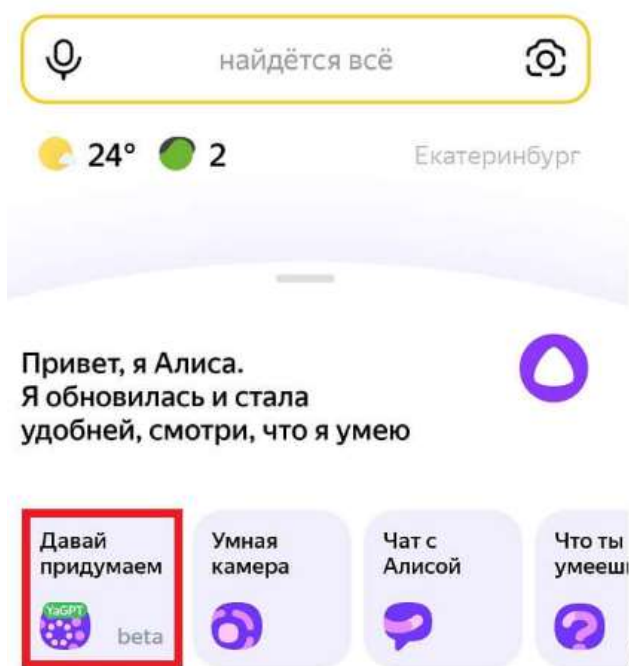 найдётся всё
24° 2 Екатеринбург
Привет, я Алиса.
Я обновилась и стала
удобней, смотри, что я умею
Давай
придумаем
YaGPT
beta
Умная
камера
Чат с
Алисой
Что ты
умееш